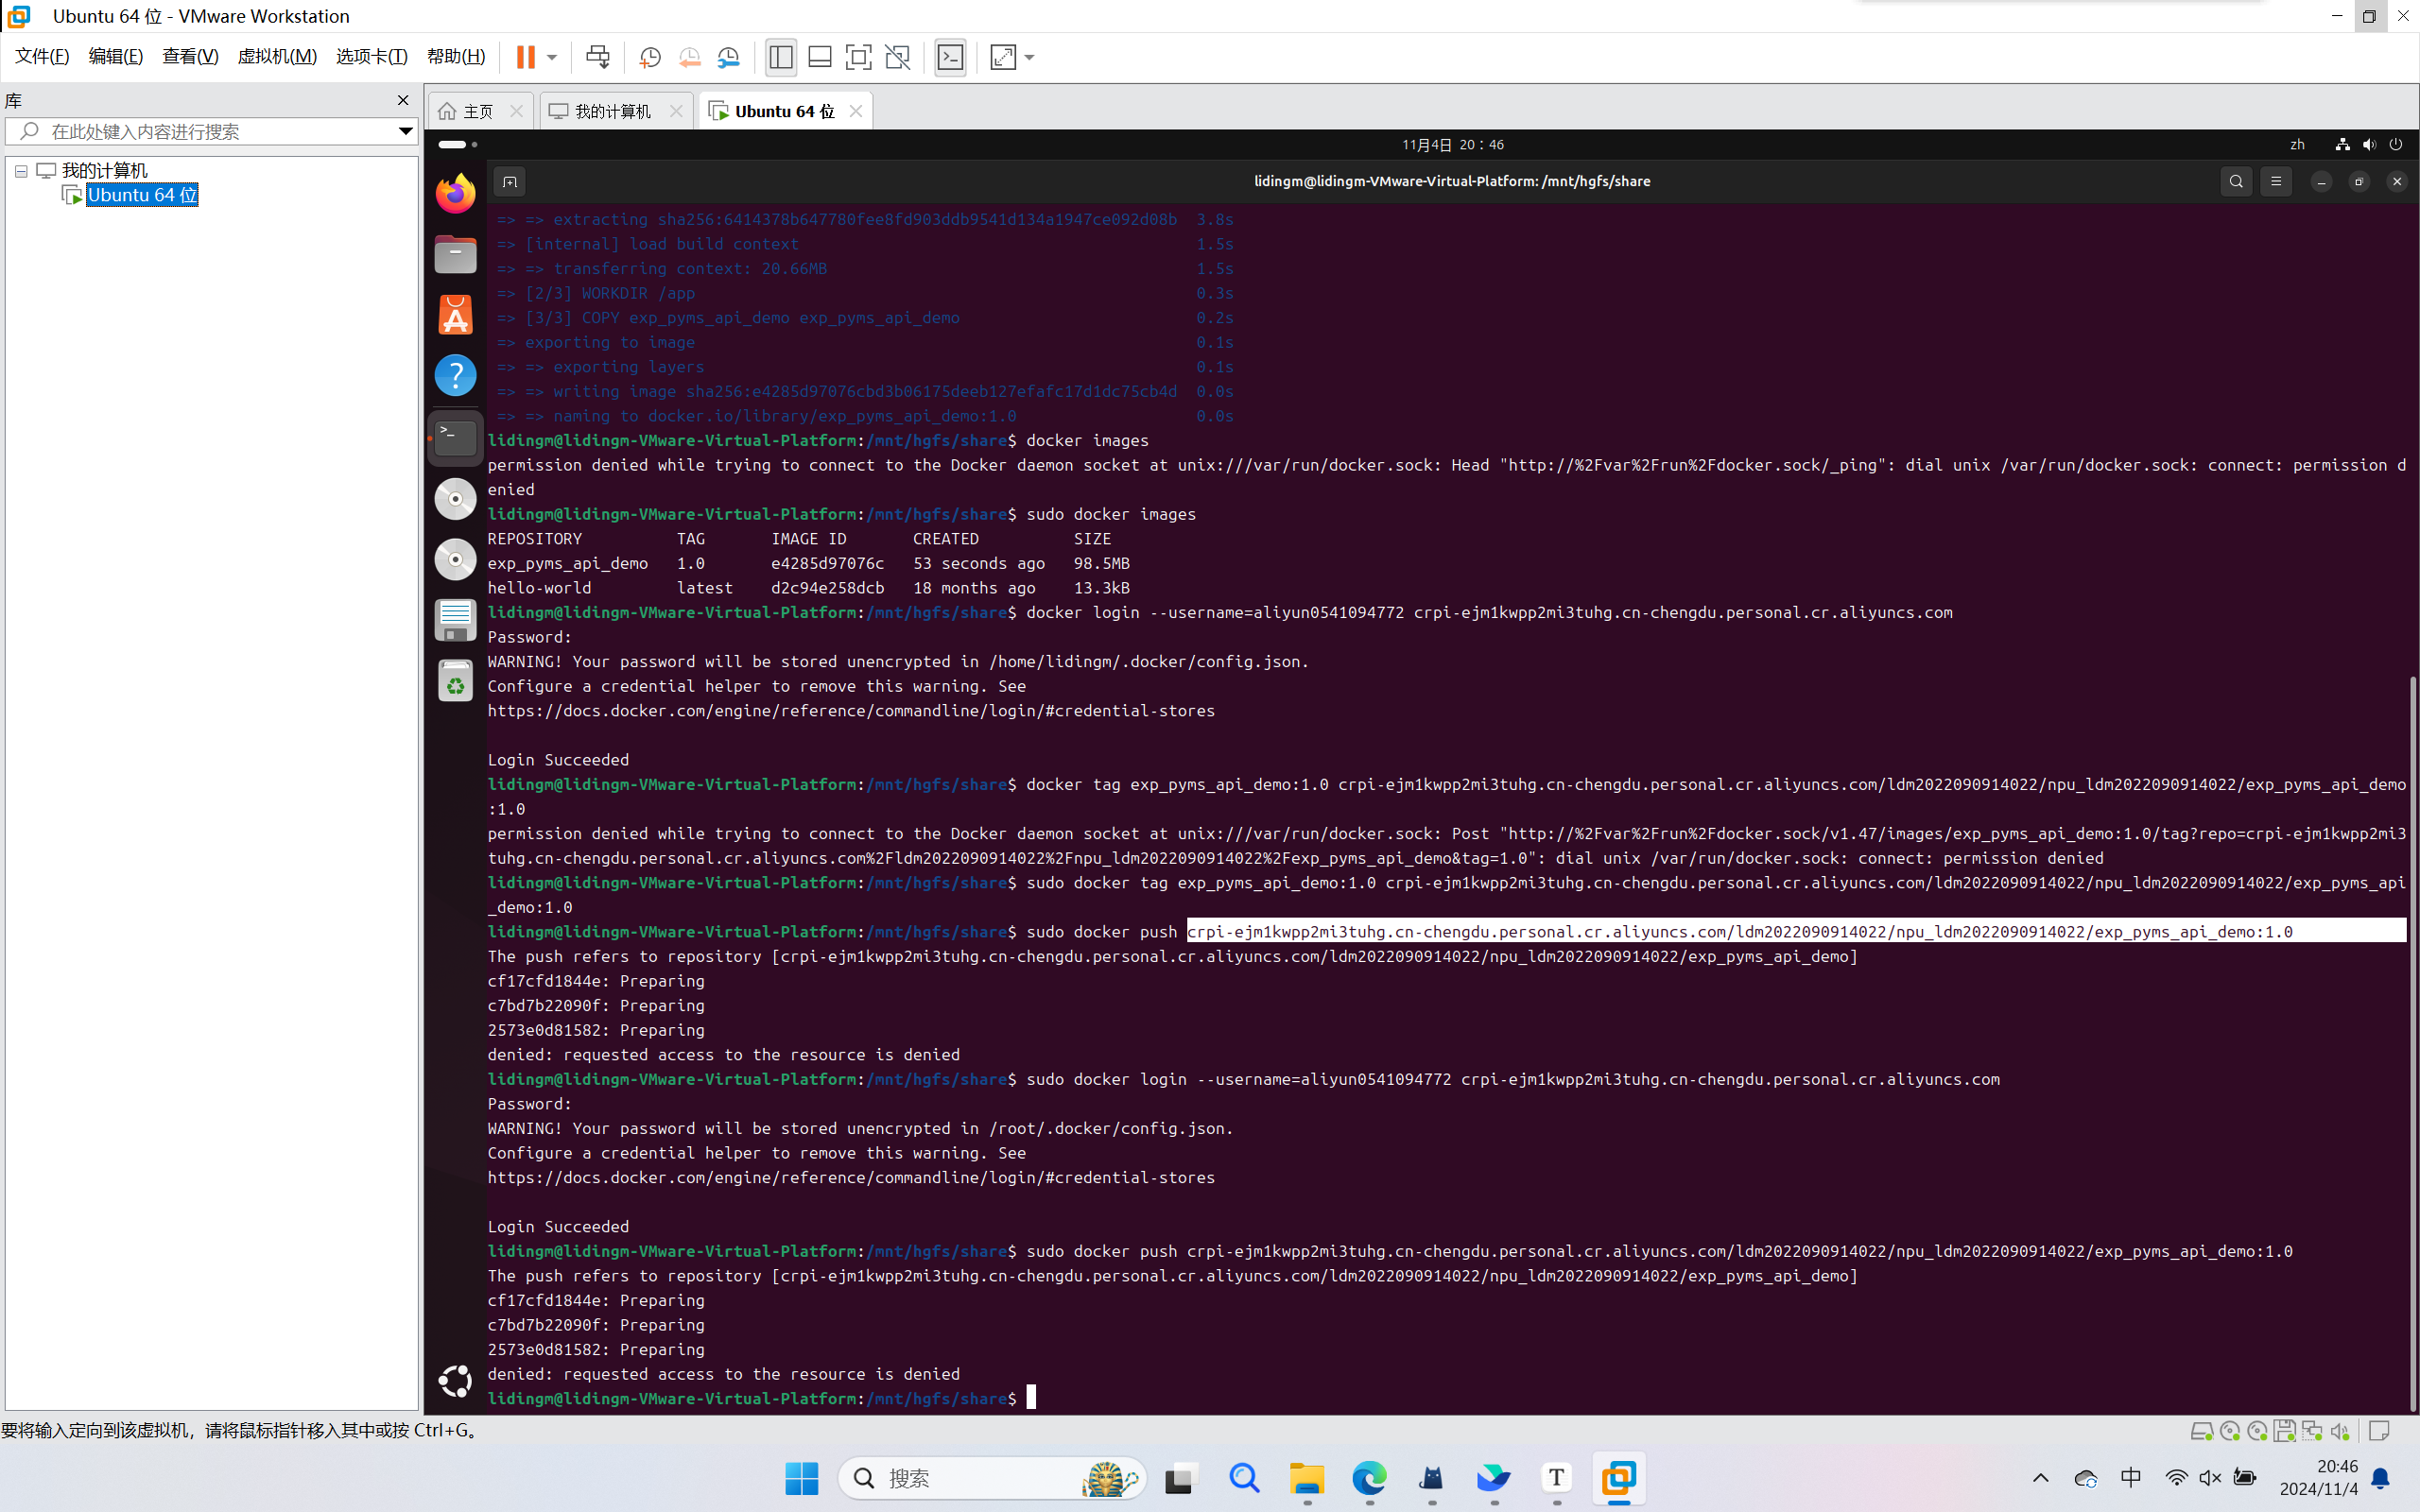 Ubuntu 64 位 - VMware Workstation
文件(F) 编辑(E) 查看(V) 虚拟机(M) 选项卡(T) 帮助(H)
库
在此处键入内容进行搜索
我的计算机
Ubuntu 64 位
主页 我的计算机 Ubuntu 64 位
11月4日 20：46
zh
lidingm@lidingm-VMware-Virtual-Platform: /mnt/hgfs/share
=> => extracting sha256:6414378b647780fee8fd903ddb9541d134a1947ce092d08b 3.8s
=> [internal] load build context 1.5s
=> => transferring context: 20.66MB 1.5s
=> [2/3] WORKDIR /app 0.3s
=> [3/3] COPY exp_pyms_api_demo exp_pyms_api_demo 0.2s
=> exporting to image 0.1s
=> => exporting layers 0.1s
=> => writing image sha256:e4285d97076cbd3b06175deeb127efafc17d1dc75cb4d 0.0s
=> => naming to docker.io/library/exp_pyms_api_demo:1.0 0.0s
lidingm@lidingm-VMware-Virtual-Platform:/mnt/hgfs/share$ docker images
permission denied while trying to connect to the Docker daemon socket at unix:///var/run/docker.sock: Head "http://%2Fvar%2Frun%2Fdocker.sock/_ping": dial unix /var/run/docker.sock: connect: permission d
enied
lidingm@lidingm-VMware-Virtual-Platform:/mnt/hgfs/share$ sudo docker images
REPOSITORY TAG IMAGE ID CREATED SIZE
exp_pyms_api_demo 1.0 e4285d97076c 53 seconds ago 98.5MB
hello-world latest d2c94e258dcb 18 months ago 13.3kB
lidingm@lidingm-VMware-Virtual-Platform:/mnt/hgfs/share$ docker login --username=aliyun0541094772 crpi-ejm1kwpp2mi3tuhg.cn-chengdu.personal.cr.aliyuncs.com
Password:
WARNING! Your password will be stored unencrypted in /home/lidingm/.docker/config.json.
Configure a credential helper to remove this warning. See
https://docs.docker.com/engine/reference/commandline/login/#credential-stores
Login Succeeded
lidingm@lidingm-VMware-Virtual-Platform:/mnt/hgfs/share$ docker tag exp_pyms_api_demo:1.0 crpi-ejm1kwpp2mi3tuhg.cn-chengdu.personal.cr.aliyuncs.com/ldm2022090914022/npu_ldm2022090914022/exp_pyms_api_demo
:1.0
permission denied while trying to connect to the Docker daemon socket at unix:///var/run/docker.sock: Post "http://%2Fvar%2Frun%2Fdocker.sock/v1.47/images/exp_pyms_api_demo:1.0/tag?repo=crpi-ejm1kwpp2mi3
tuhg.cn-chengdu.personal.cr.aliyuncs.com%2Fldm2022090914022%2Fnpu_ldm2022090914022%2Fexp_pyms_api_demo&tag=1.0": dial unix /var/run/docker.sock: connect: permission denied
lidingm@lidingm-VMware-Virtual-Platform:/mnt/hgfs/share$ sudo docker tag exp_pyms_api_demo:1.0 crpi-ejm1kwpp2mi3tuhg.cn-chengdu.personal.cr.aliyuncs.com/ldm2022090914022/npu_ldm2022090914022/exp_pyms_api
_demo:1.0
lidingm@lidingm-VMware-Virtual-Platform:/mnt/hgfs/share$ sudo docker push crpi-ejm1kwpp2mi3tuhg.cn-chengdu.personal.cr.aliyuncs.com/ldm2022090914022/npu_ldm2022090914022/exp_pyms_api_demo:1.0
The push refers to repository [crpi-ejm1kwpp2mi3tuhg.cn-chengdu.personal.cr.aliyuncs.com/ldm2022090914022/npu_ldm2022090914022/exp_pyms_api_demo]
cf17cfd1844e: Preparing
c7bd7b22090f: Preparing
2573e0d81582: Preparing
denied: requested access to the resource is denied
lidingm@lidingm-VMware-Virtual-Platform:/mnt/hgfs/share$ sudo docker login --username=aliyun0541094772 crpi-ejm1kwpp2mi3tuhg.cn-chengdu.personal.cr.aliyuncs.com
Password:
WARNING! Your password will be stored unencrypted in /root/.docker/config.json.
Configure a credential helper to remove this warning. See
https://docs.docker.com/engine/reference/commandline/login/#credential-stores
Login Succeeded
lidingm@lidingm-VMware-Virtual-Platform:/mnt/hgfs/share$ sudo docker push crpi-ejm1kwpp2mi3tuhg.cn-chengdu.personal.cr.aliyuncs.com/ldm2022090914022/npu_ldm2022090914022/exp_pyms_api_demo:1.0
The push refers to repository [crpi-ejm1kwpp2mi3tuhg.cn-chengdu.personal.cr.aliyuncs.com/ldm2022090914022/npu_ldm2022090914022/exp_pyms_api_demo]
cf17cfd1844e: Preparing
c7bd7b22090f: Preparing
2573e0d81582: Preparing
denied: requested access to the resource is denied
lidingm@lidingm-VMware-Virtual-Platform:/mnt/hgfs/share$
要将输入定向到该虚拟机，请将鼠标指针移入其中或按 Ctrl+G。
搜索
中
20:46
2024/11/4